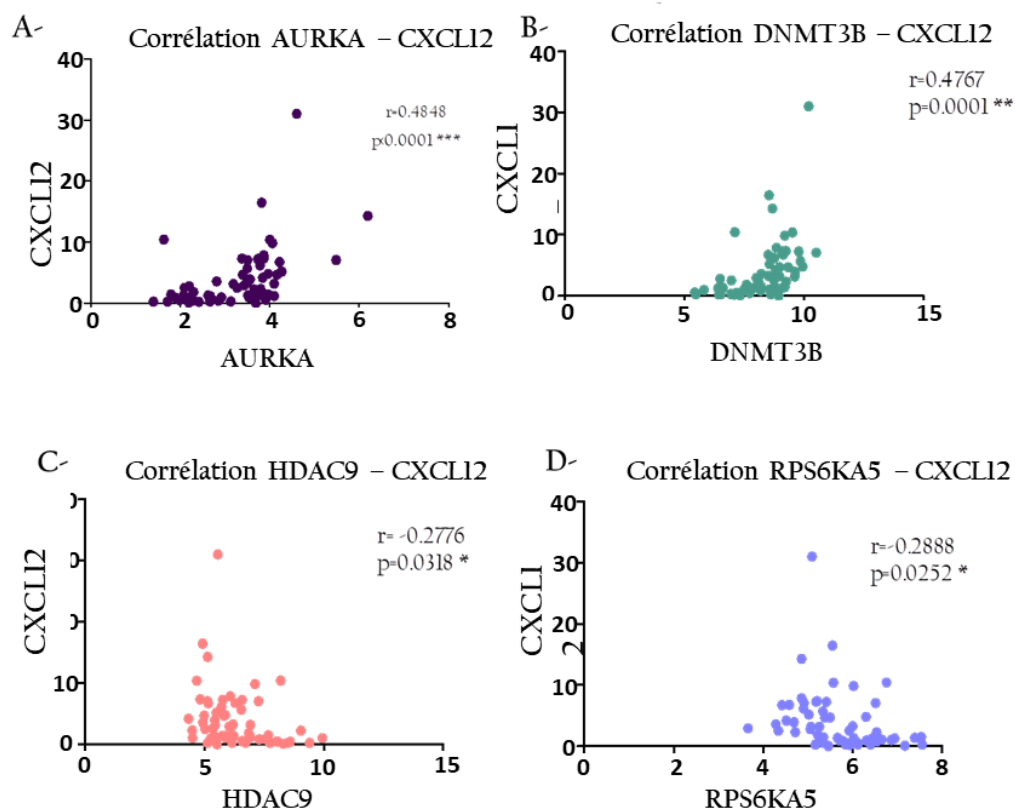 A-
Corrélation AURKA – CXCL12
r=0.4848
p<0.0001 ***
CXCL12
40
30
20
10
0
0
2
4
6
8
AURKA
B-
Corrélation DNMT3B – CXCL12
r=0.4767
p=0.0001 **
CXCL1
40
30
20
10
0
5
10
15
DNMT3B
C-
Corrélation HDAC9 – CXCL12
r= -0.2776
p=0.0318 *
CXCL12
10
0
0
5
10
15
HDAC9
D-
Corrélation RPS6KA5 – CXCL12
r=-0.2888
p=0.0252 *
CXCL1
2
40
30
20
10
0
0
2
4
6
8
RPS6KA5